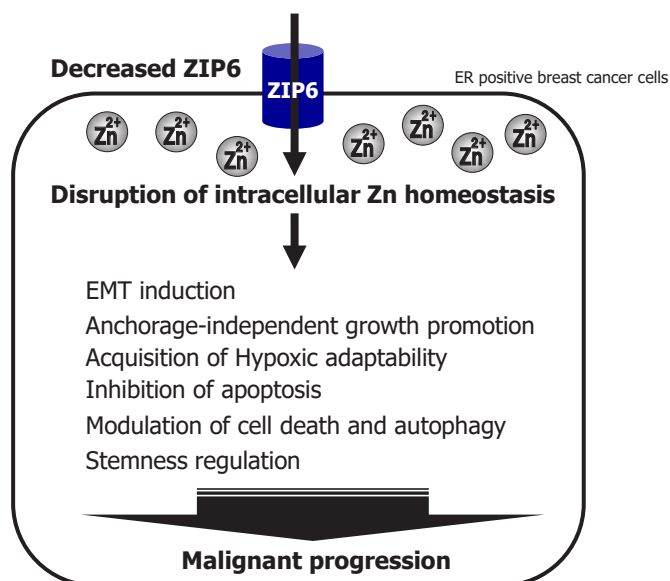 Decreased ZIP6
ZIP6
ER positive breast cancer cells
Zn2+
Zn2+
Zn2+
Zn2+
Zn2+
Zn2+
Zn2+
Disruption of intracellular Zn homeostasis
EMT induction
Anchorage-independent growth promotion
Acquisition of Hypoxic adaptability
Inhibition of apoptosis
Modulation of cell death and autophagy
Stemness regulation
Malignant progression